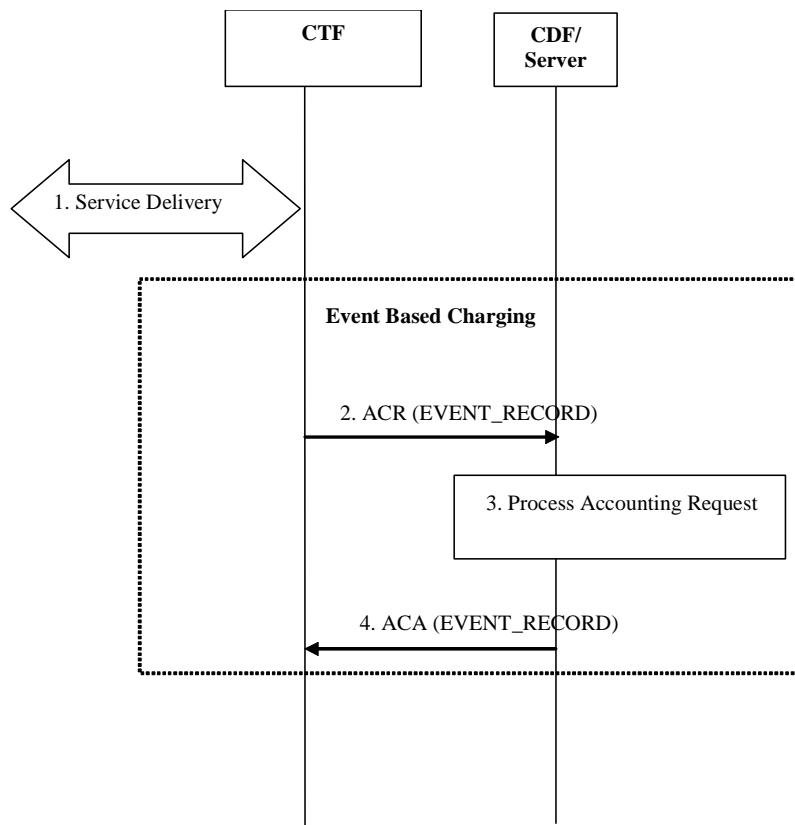 CTF
CDF/
Server
1. Service Delivery
Event Based Charging
2. ACR (EVENT_RECORD)
3. Process Accounting Request
4. ACA (EVENT_RECORD)